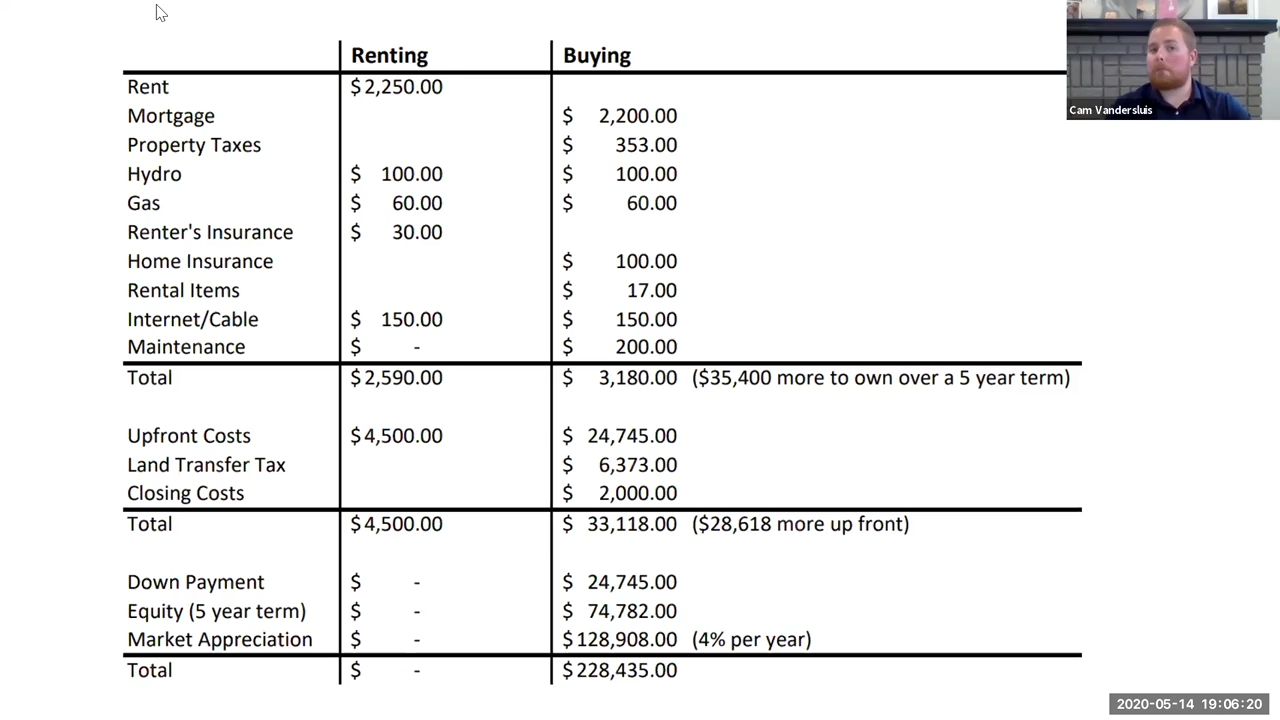 Renting Buying
Rent $2,250.00
Mortgage $ 2,200.00
Property Taxes $ 353.00
Hydro $ 100.00 $ 100.00
Gas $ 60.00 $ 60.00
Renter's Insurance $ 30.00
Home Insurance $ 100.00
Rental Items $ 17.00
Internet/Cable $ 150.00 $ 150.00
Maintenance $ - $ 200.00
Total $2,590.00 $ 3,180.00 ($35,400 more to own over a 5 year term)
Upfront Costs $4,500.00 $ 24,745.00
Land Transfer Tax $ 6,373.00
Closing Costs $ 2,000.00
Total $4,500.00 $ 33,118.00 ($28,618 more up front)
Down Payment $ - $ 24,745.00
Equity (5 year term) $ - $ 74,782.00
Market Appreciation $ - $128,908.00 (4% per year)
Total $ - $228,435.00
Cam Vandersluis
2020-05-14 19:06:20